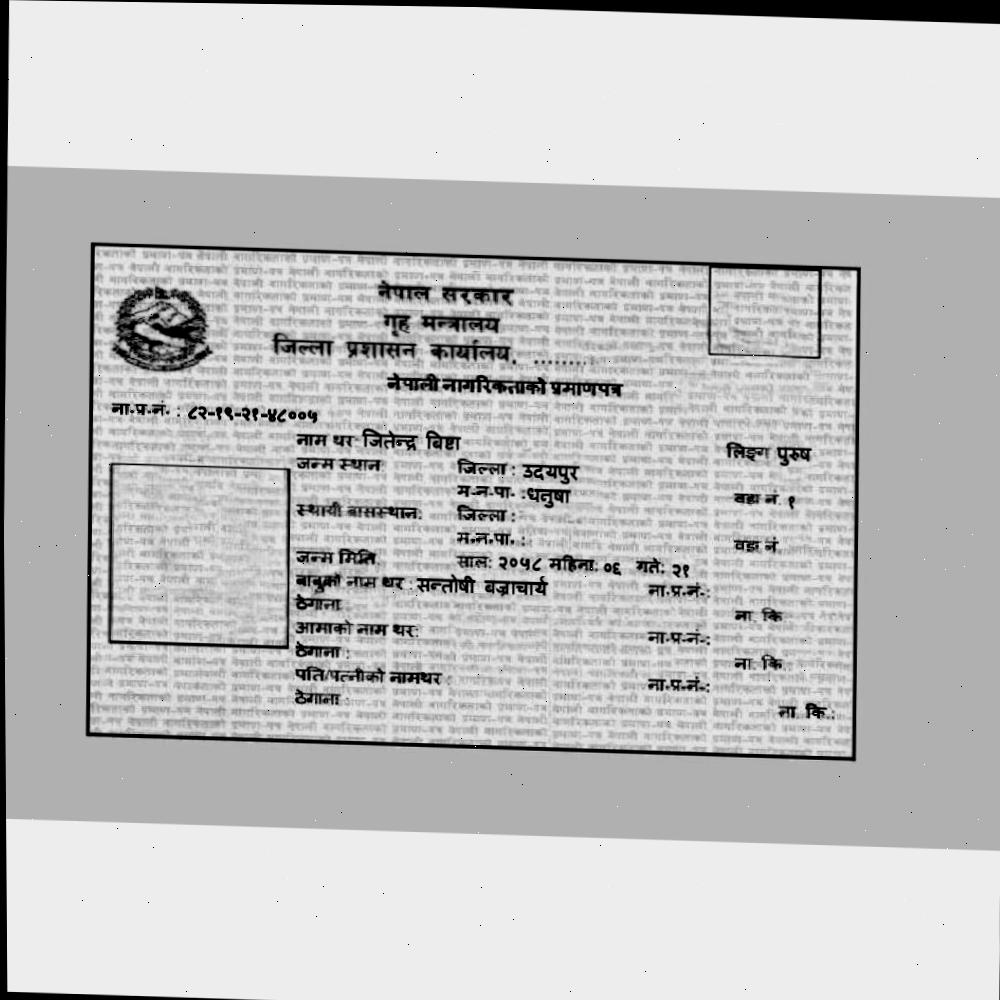 नेपाल सरकार
गृह मन्त्रालय
जिल्ला प्रशासन कार्यालय, .........
नेपाली नागरिकताको प्रमाणपत्र
ना.प्र.नं. : ८२-१९-२१-४८००५
नाम थर: जितेन्द्र बिष्टा लिङ्ग पुरुष
जन्म स्थान: जिल्ला : उदयपुर
म.न.पा. : धनुषा वडा नं. १
स्थायी बासस्थान: जिल्ला :
म.न.पा. : वडा नं.
जन्म मिति: साल: २०५८ महिना: ०६ गते: २१
बाबुको नाम थर : सन्तोषी बज्राचार्य ना.प्र.नं.:
ठेगाना: ना. कि.:
आमाको नाम थर: ना.प्र.नं.:
ठेगाना : ना. कि.:
पति/पत्नीको नामथर : ना.प्र.नं.:
ठेगाना : ना. कि.: